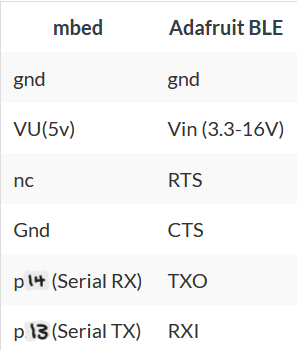 mbed Adafruit BLE
gnd gnd
VU(5v) Vin (3.3-16V)
nc RTS
Gnd CTS
p14 (Serial RX) TXO
p13 (Serial TX) RXI